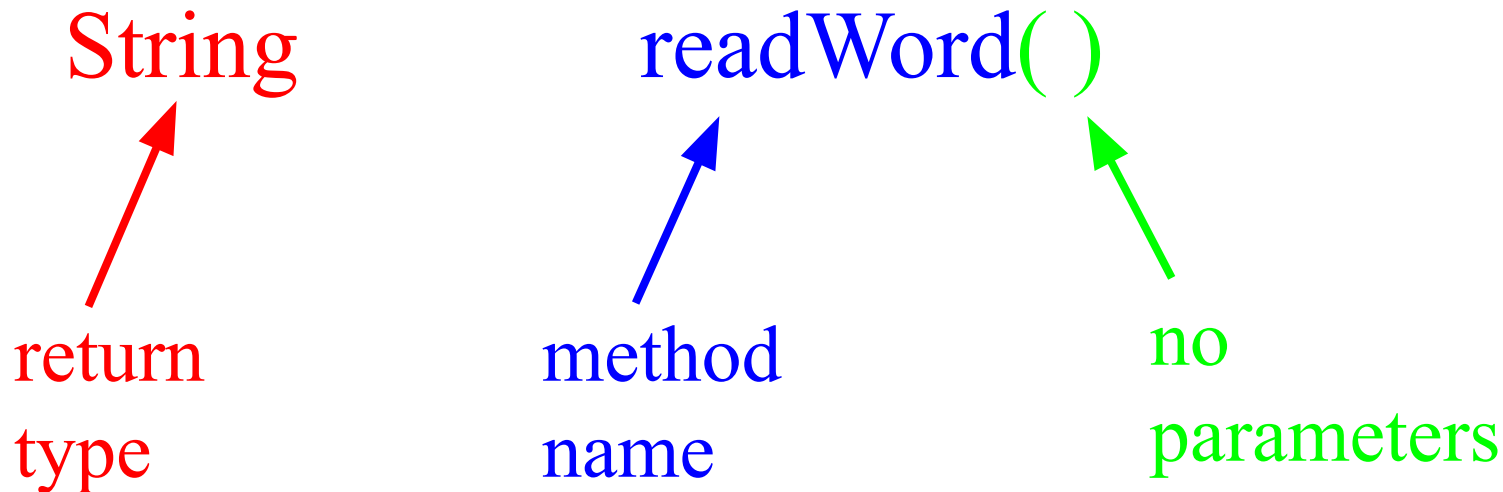 String readWord( )
return method no
type name parameters